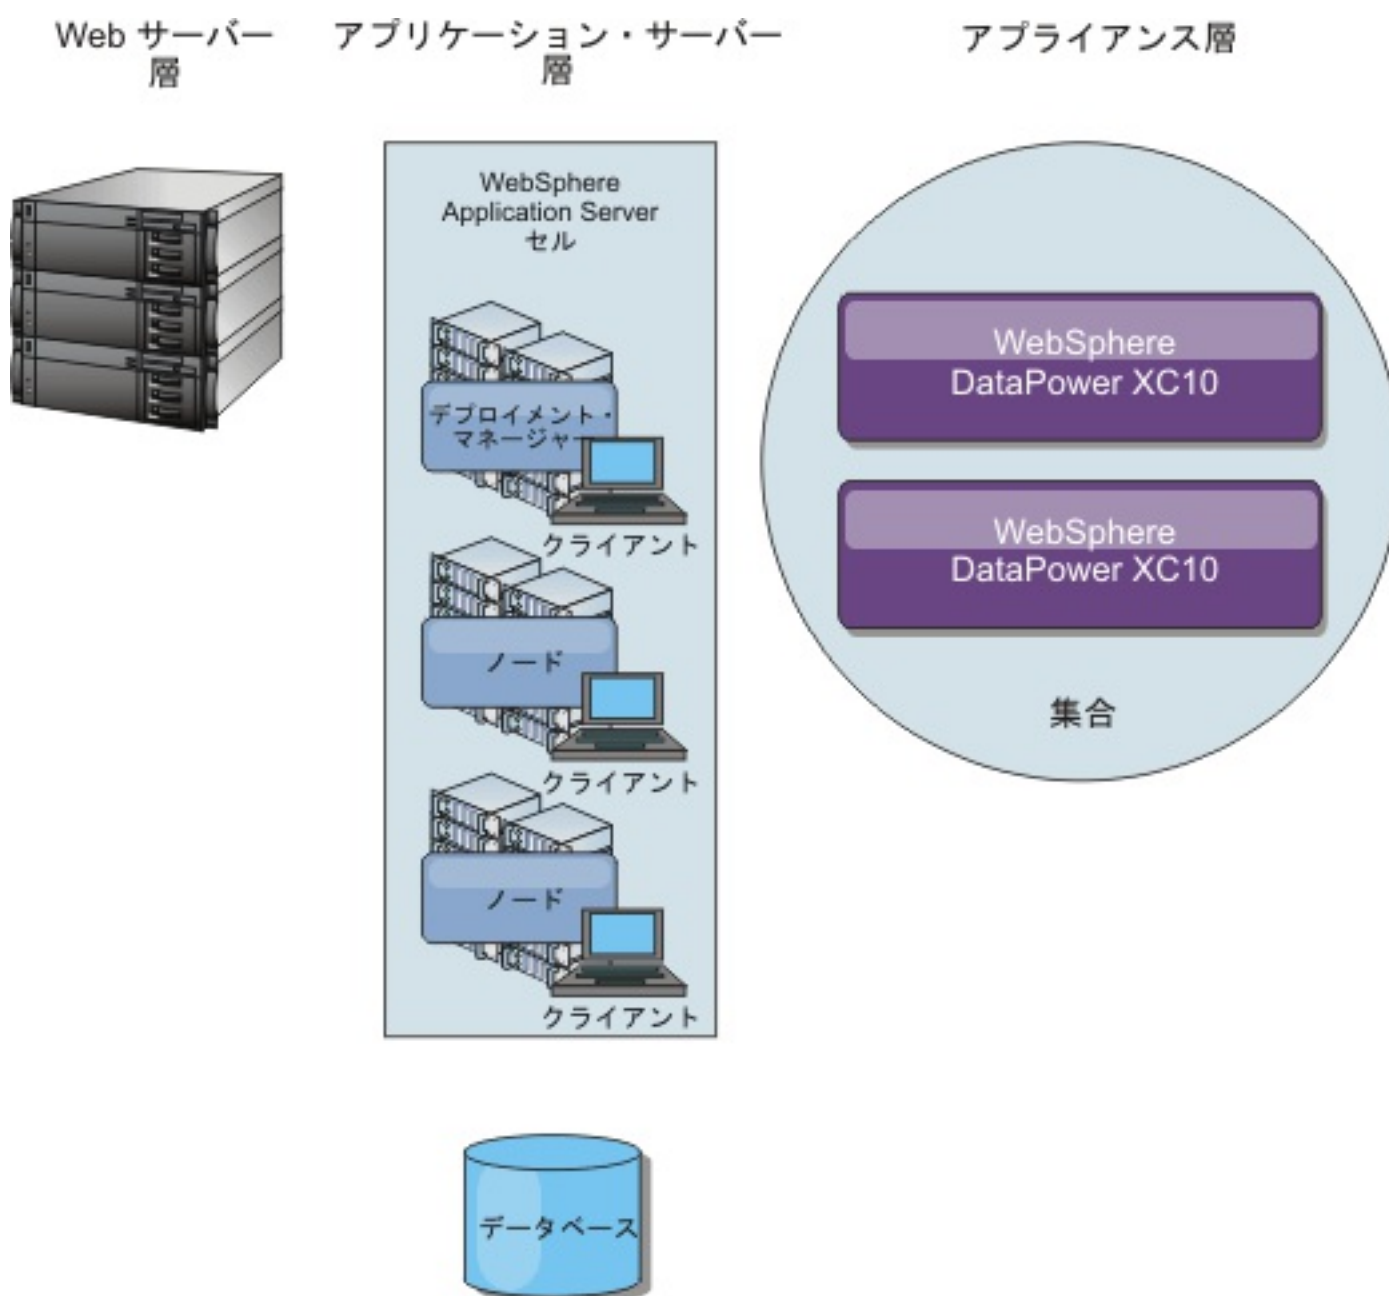 Web サーバー
層
アプリケーション・サーバー
層
アプライアンス層
WebSphere
Application Server
セル
デプロイメント・
マネージャー
クライアント
ノード
クライアント
ノード
クライアント
WebSphere
DataPower XC10
WebSphere
DataPower XC10
集合
データベース